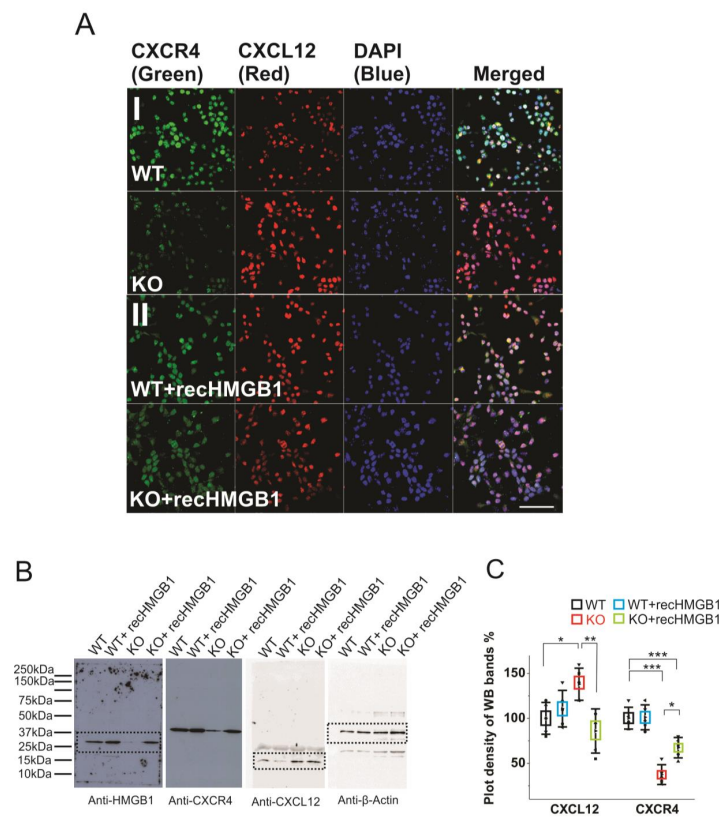 A
CXCR4 CXCL12 DAPI
(Green) (Red) (Blue) Merged
I
WT
KO
II
WT+recHMGB1
KO+recHMGB1
B
WT WT+ recHMGB1 KO KO+ recHMGB1 WT WT+ recHMGB1 KO KO+ recHMGB1 WT WT+ recHMGB1 KO KO+ recHMGB1 WT WT+ recHMGB1 KO KO+ recHMGB1
250kDa
150kDa
75kDa
50kDa
37kDa
25kDa
15kDa
10kDa
Anti-HMGB1 Anti-CXCR4 Anti-CXCL12 Anti-β-Actin
C
WT WT+recHMGB1
KO KO+recHMGB1
Plot density of WB bands %
150
100
50
* **
***
***
*
CXCL12 CXCR4